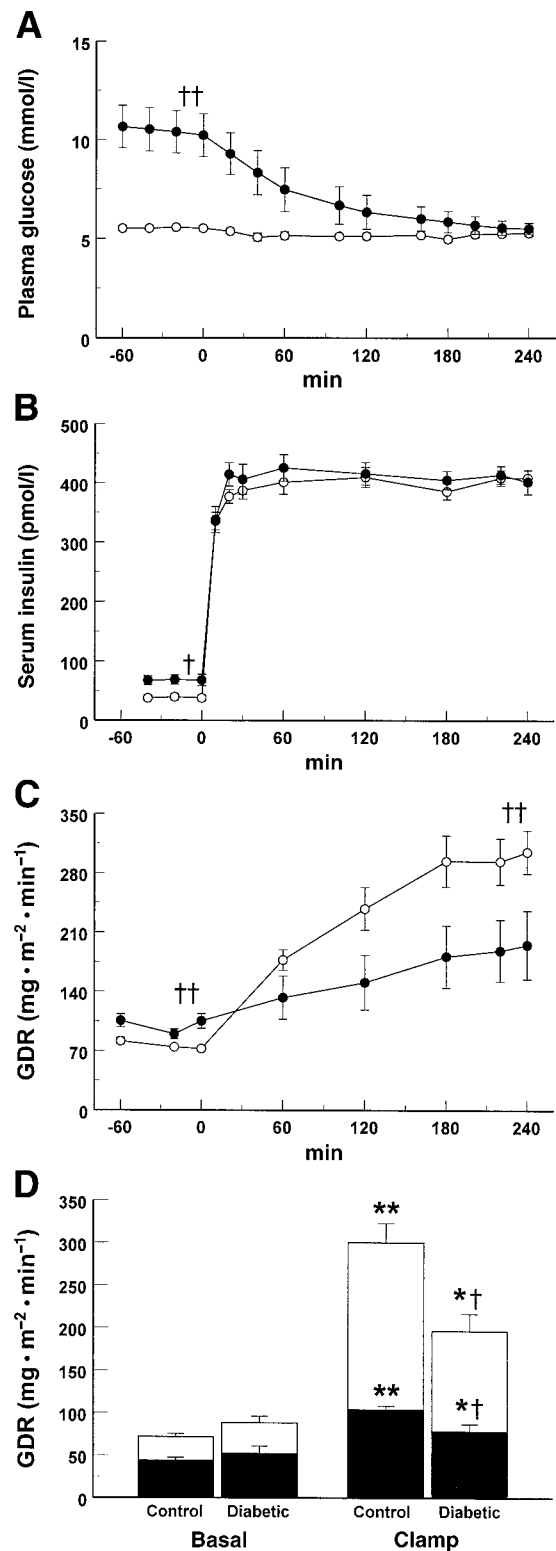 A
Plasma glucose (mmol/l)
15
10
5
0
††
-60 0 60 120 180 240
min
B
Serum insulin (pmol/l)
500
400
300
200
100
0
†
-60 0 60 120 180 240
min
C
GDR (mg • m⁻² • min⁻¹)
350
280
210
140
70
0
††
††
-60 0 60 120 180 240
min
D
GDR (mg • m⁻² • min⁻¹)
350
300
250
200
150
100
50
0
**
*†
**
*†
Control Diabetic Control Diabetic
Basal Clamp